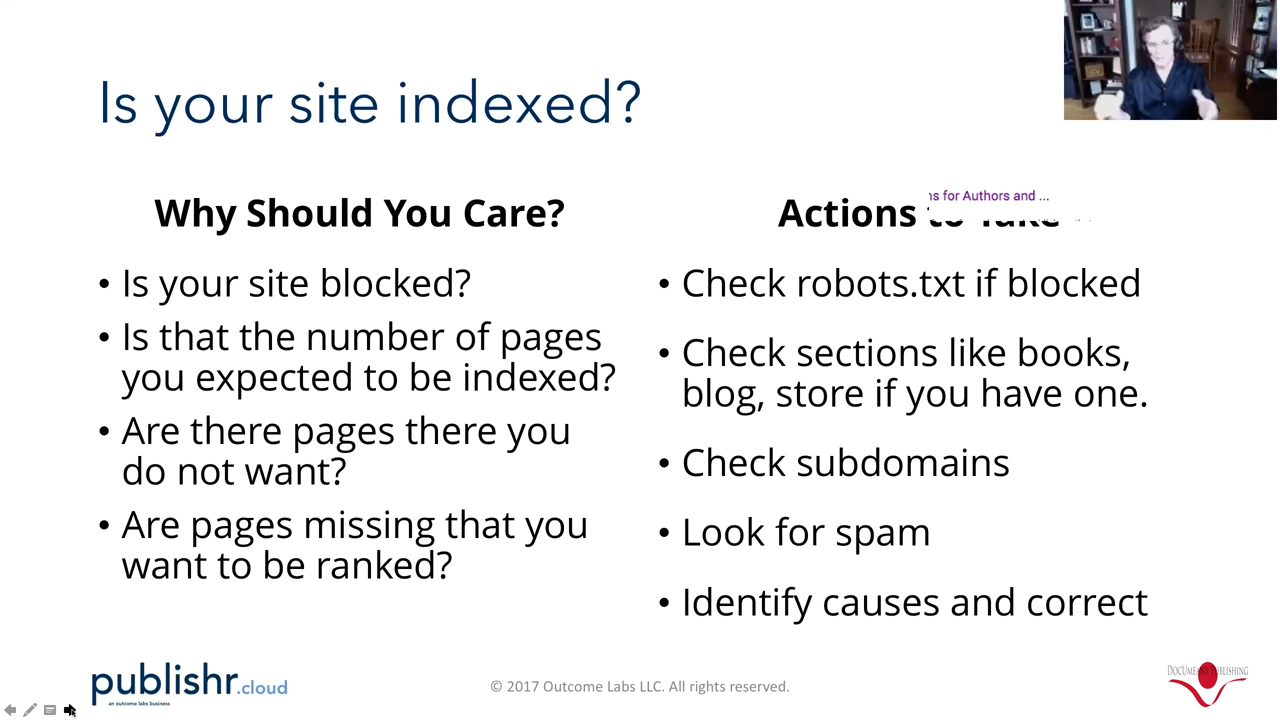 Is your site indexed?
Why Should You Care?
• Is your site blocked?
• Is that the number of pages
you expected to be indexed?
• Are there pages there you
do not want?
• Are pages missing that you
want to be ranked?
ns for Authors and ...
Actions to Take
• Check robots.txt if blocked
• Check sections like books,
blog, store if you have one.
• Check subdomains
• Look for spam
• Identify causes and correct
publishr.cloud
an outcome labs business
© 2017 Outcome Labs LLC. All rights reserved.
DOCUMEANT PUBLISHING